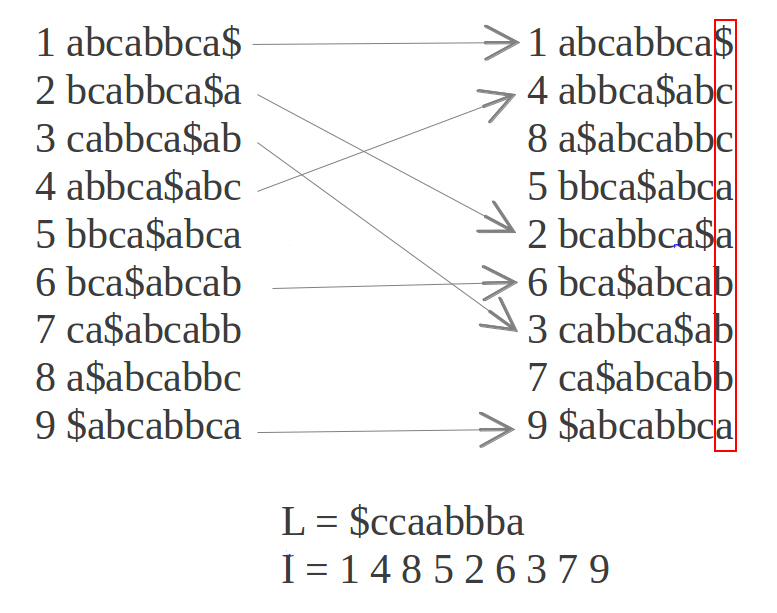 1 abcabbca$
2 bcabbca$a
3 cabbca$ab
4 abbca$abc
5 bbca$abca
6 bca$abcab
7 ca$abcabb
8 a$abcabbc
9 $abcabbca
1 abcabbca$
4 abbca$abc
8 a$abcabbc
5 bbca$abca
2 bcabbca$a
6 bca$abcab
3 cabbca$ab
7 ca$abcabb
9 $abcabbca
L = $ccaabbba
I = 1 4 8 5 2 6 3 7 9